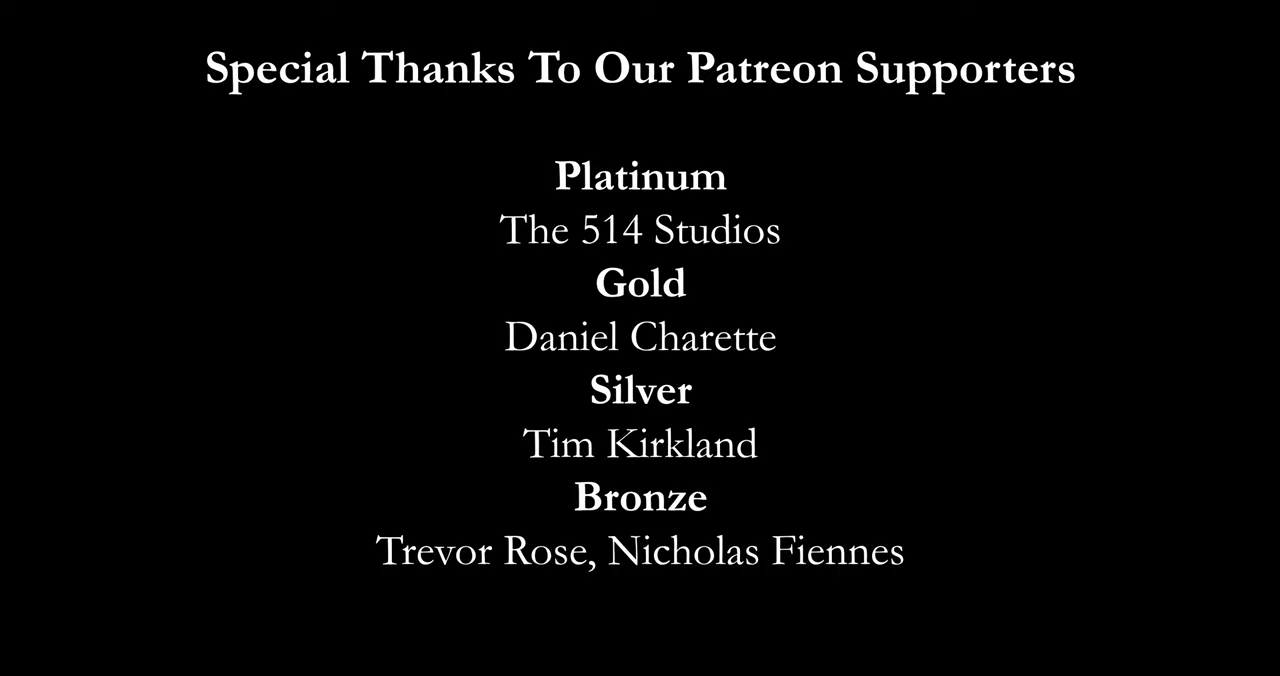 Special Thanks To Our Patreon Supporters
Platinum
The 514 Studios
Gold
Daniel Charette
Silver
Tim Kirkland
Bronze
Trevor Rose, Nicholas Fiennes